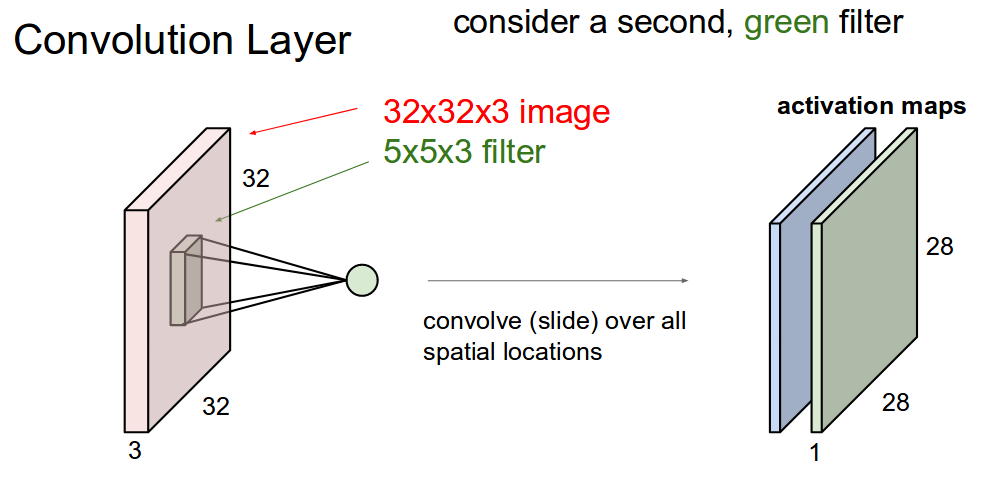 Convolution Layer
consider a second, green filter
32x32x3 image
5x5x3 filter
32
32
3
convolve (slide) over all
spatial locations
activation maps
28
28
1